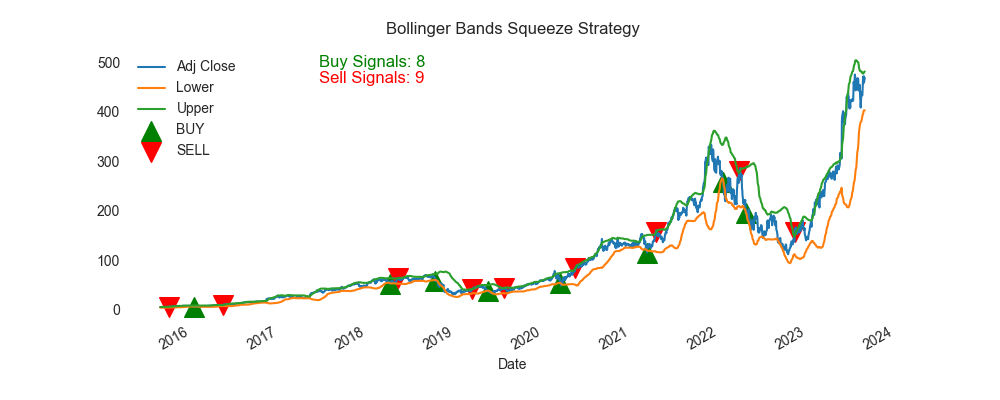 Bollinger Bands Squeeze Strategy
Buy Signals: 8
Sell Signals: 9
Adj Close
Lower
Upper
BUY
SELL
500
400
300
200
100
0
2016
2017
2018
2019
2020
2021
2022
2023
2024
Date